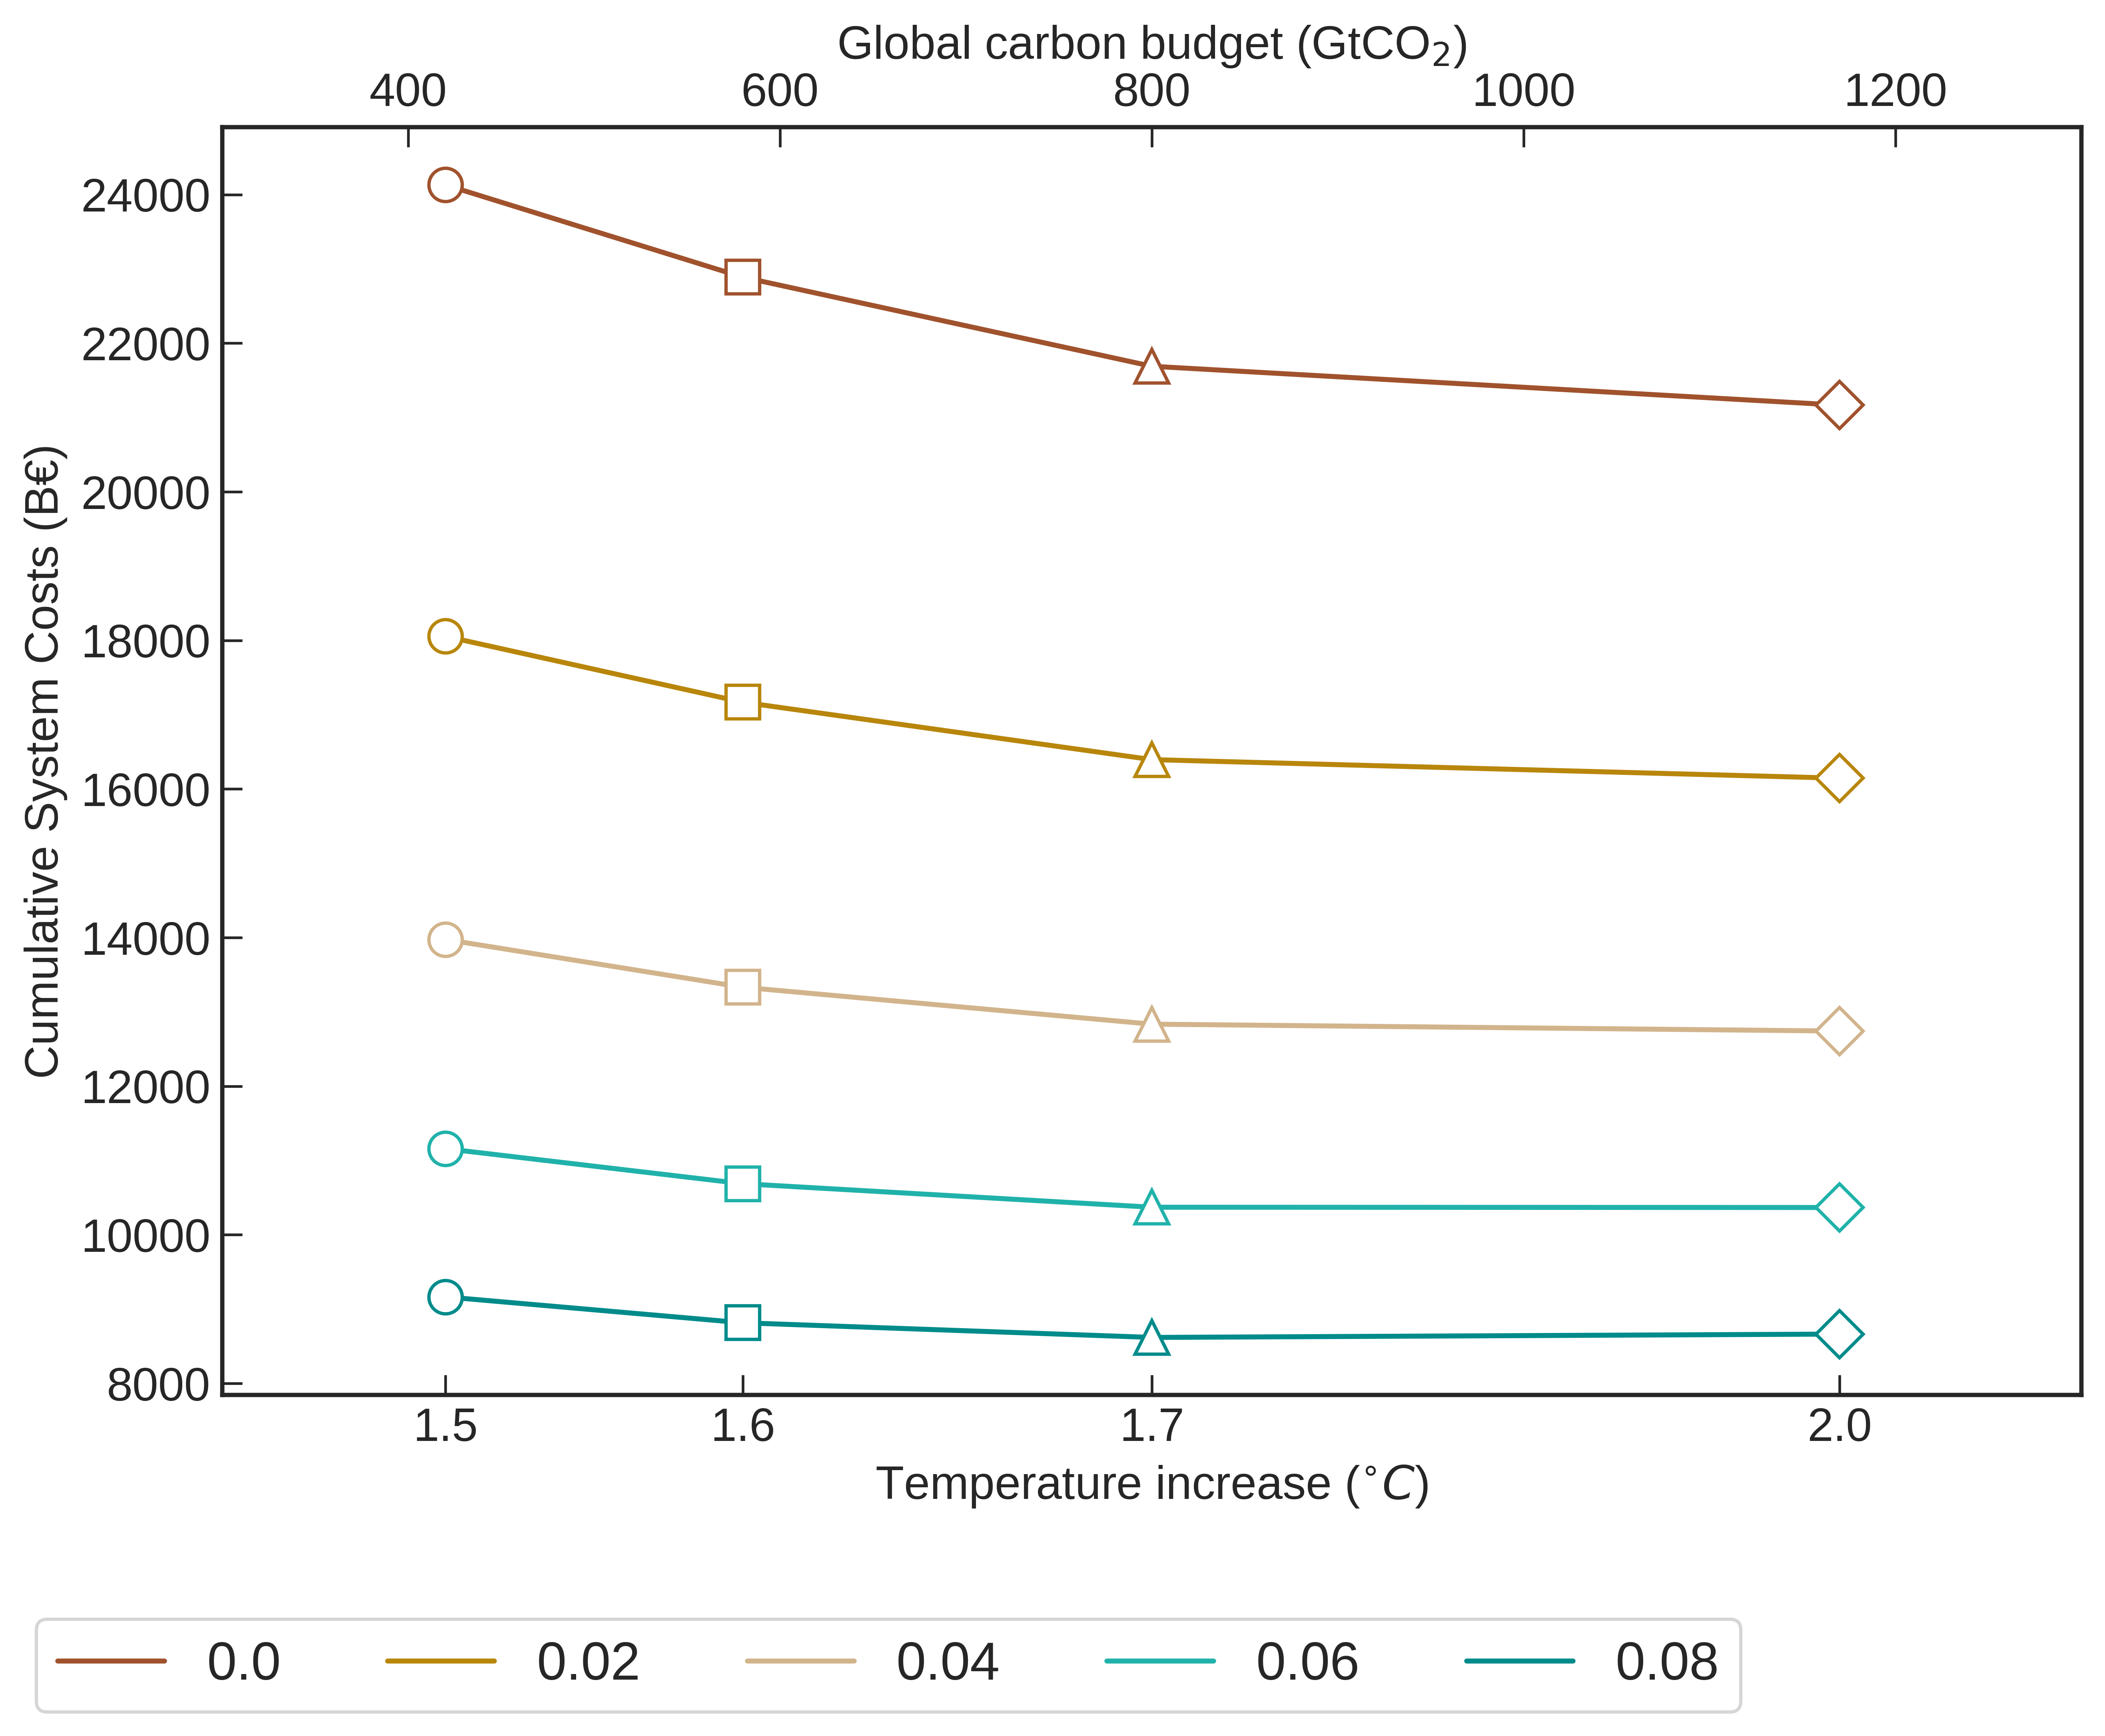 Global carbon budget (GtCO₂)
400 600 800 1000 1200
24000
22000
20000
18000
16000
14000
12000
10000
8000
Cumulative System Costs (B€)
1.5 1.6 1.7 2.0
Temperature increase (°C)
0.0 0.02 0.04 0.06 0.08